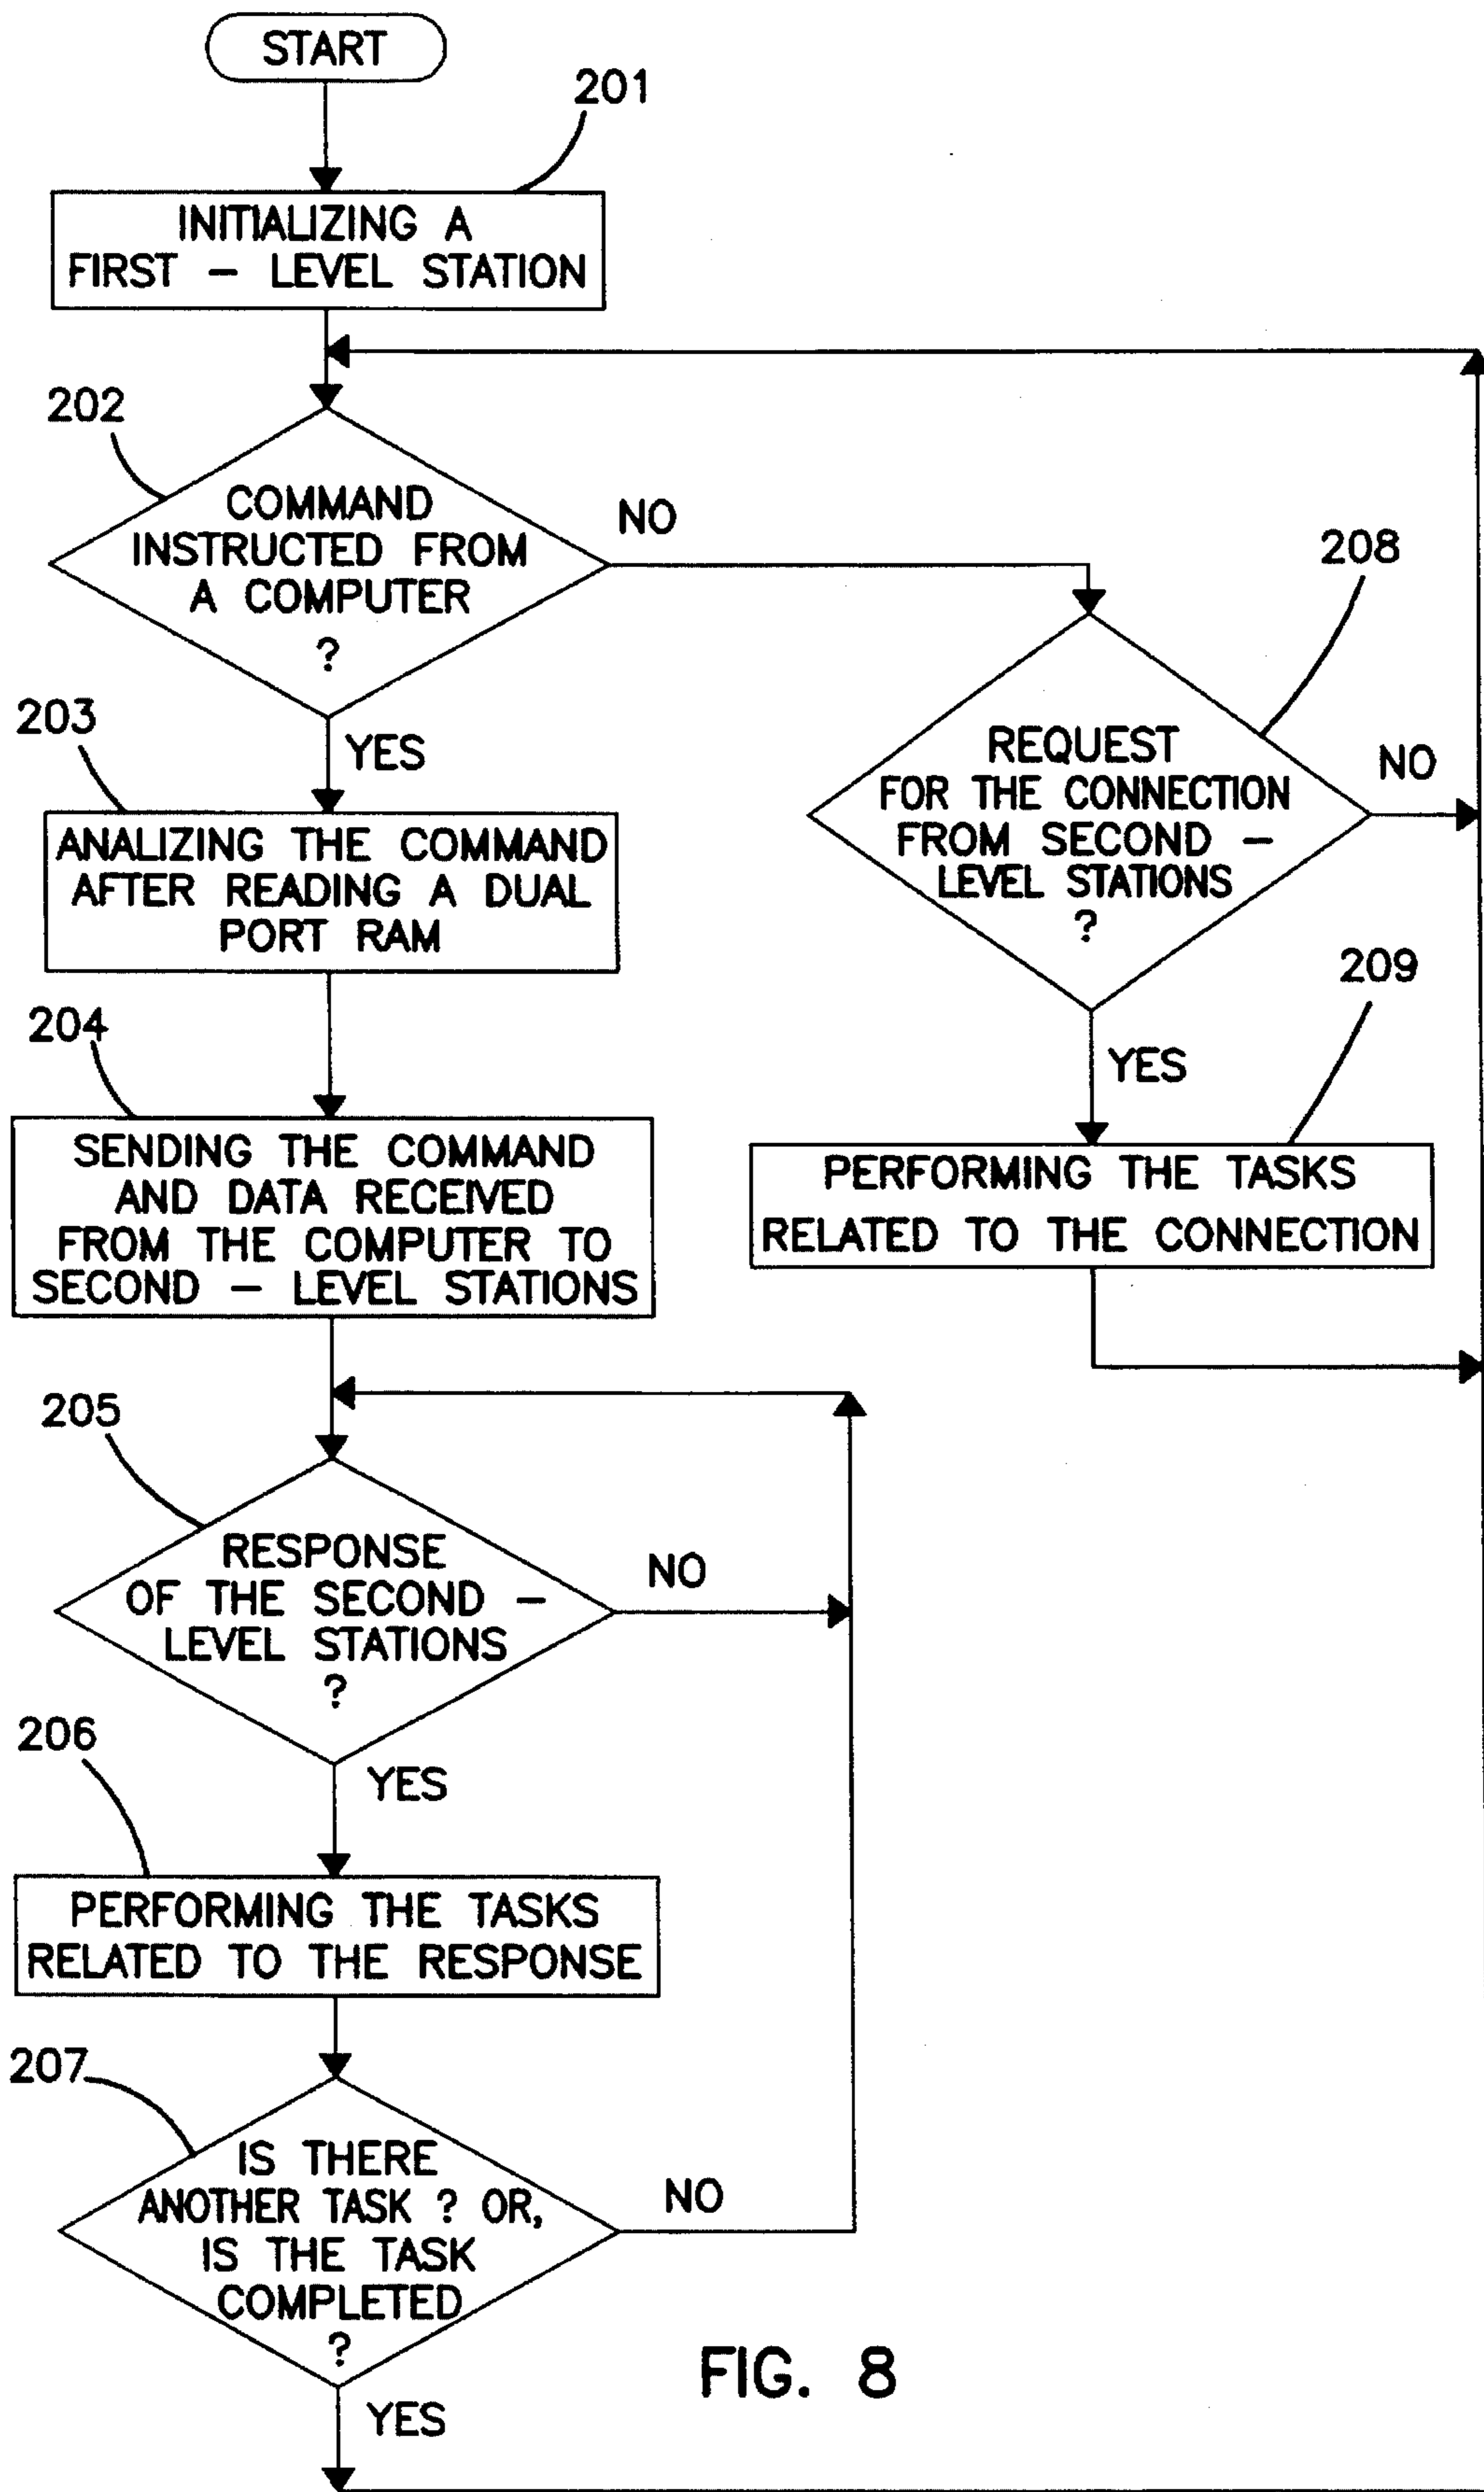 START
201
INITIALIZING A
FIRST – LEVEL STATION
202
COMMAND
INSTRUCTED FROM
A COMPUTER
?
NO
YES
208
REQUEST
FOR THE CONNECTION
FROM SECOND –
LEVEL STATIONS
?
NO
YES
203
ANALIZING THE COMMAND
AFTER READING A DUAL
PORT RAM
209
PERFORMING THE TASKS
RELATED TO THE CONNECTION
204
SENDING THE COMMAND
AND DATA RECEIVED
FROM THE COMPUTER TO
SECOND – LEVEL STATIONS
205
RESPONSE
OF THE SECOND –
LEVEL STATIONS
?
NO
YES
206
PERFORMING THE TASKS
RELATED TO THE RESPONSE
207
IS THERE
ANOTHER TASK ? OR,
IS THE TASK
COMPLETED
?
NO
YES
FIG. 8